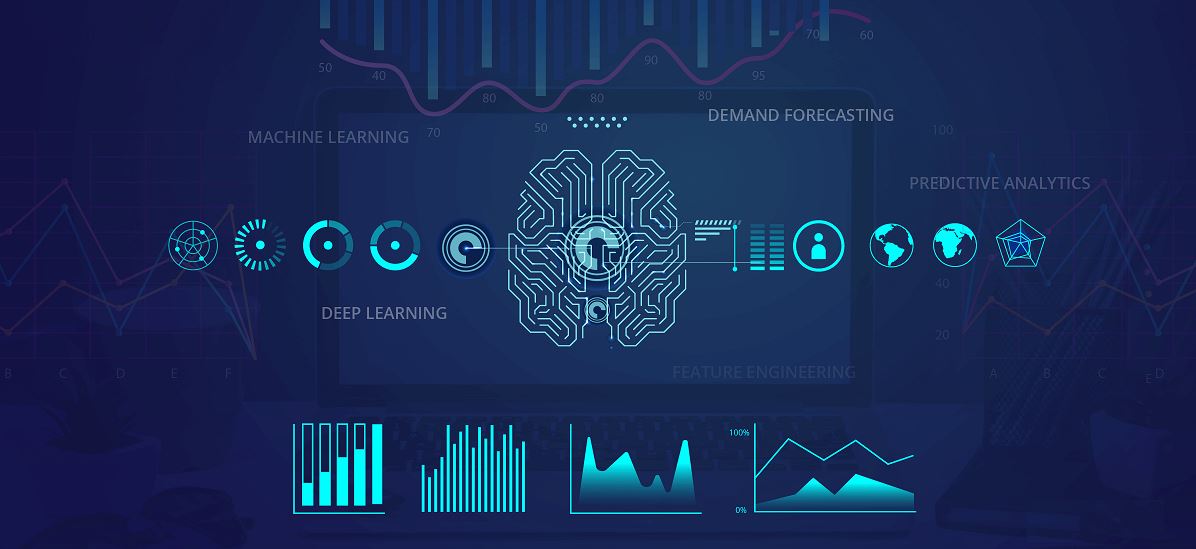 70
60
50
40
90
95
80
80
80
70
50
DEMAND FORECASTING
MACHINE LEARNING
100
PREDICTIVE ANALYTICS
40
DEEP LEARNING
20
FEATURE ENGINEERING
B
C
D
E
F
A
B
C
E
D
100%
0%